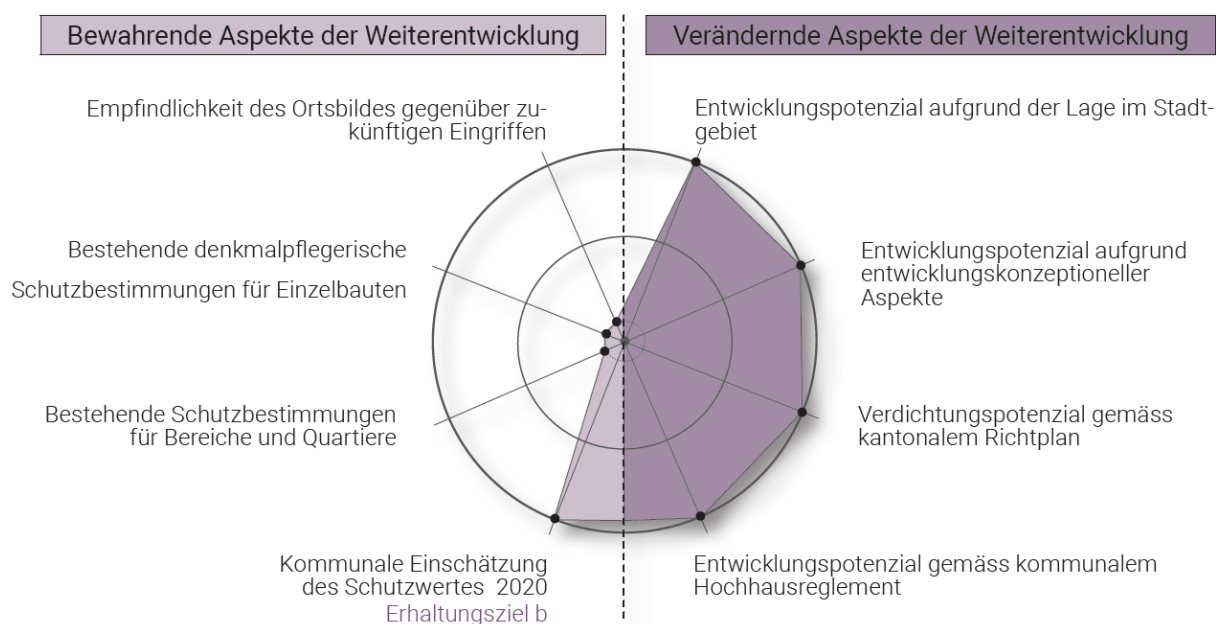 Bewahrende Aspekte der Weiterentwicklung
Verändernde Aspekte der Weiterentwicklung
Empfindlichkeit des Ortsbildes gegenüber zu-
künftigen Eingriffen
Entwicklungspotenzial aufgrund der Lage im Stadt-
gebiet
Bestehende denkmalpflegerische
Schutzbestimmungen für Einzelbauten
Entwicklungspotenzial aufgrund
entwicklungskonzeptioneller
Aspekte
Bestehende Schutzbestimmungen
für Bereiche und Quartiere
Verdichtungspotenzial gemäss
kantonalem Richtplan
Kommunale Einschätzung
des Schutzwertes 2020
Erhaltungsziel b
Entwicklungspotenzial gemäss kommunalem
Hochhausreglement